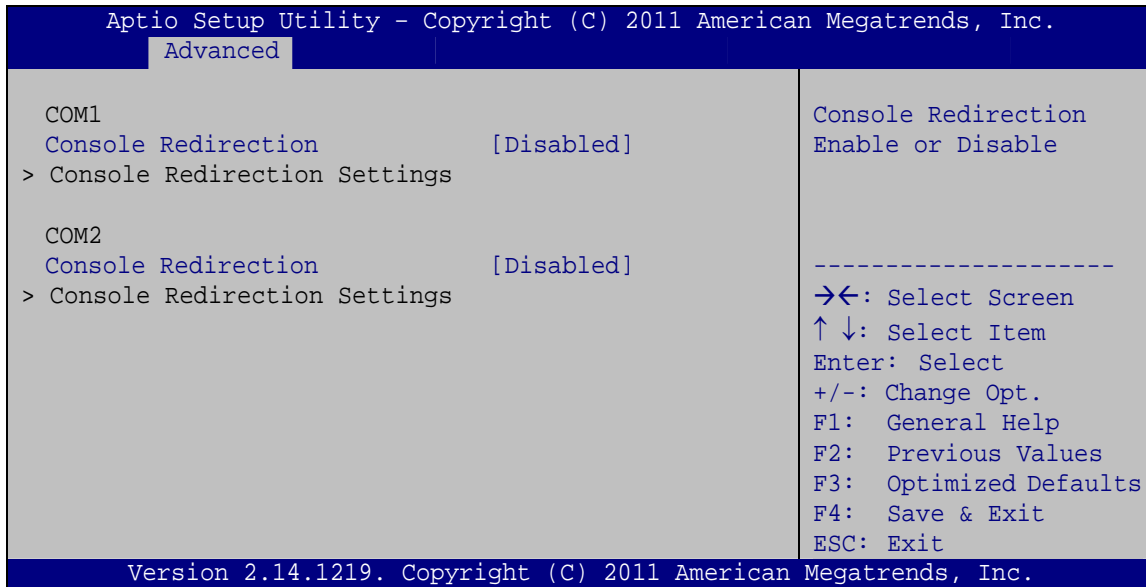 Aptio Setup Utility – Copyright (C) 2011 American Megatrends, Inc.
Advanced
COM1
Console Redirection [Disabled]
> Console Redirection Settings
COM2
Console Redirection [Disabled]
> Console Redirection Settings
Console Redirection
Enable or Disable
---------------------
→←: Select Screen
↑ ↓: Select Item
Enter: Select
+/-: Change Opt.
F1: General Help
F2: Previous Values
F3: Optimized Defaults
F4: Save & Exit
ESC: Exit
Version 2.14.1219. Copyright (C) 2011 American Megatrends, Inc.